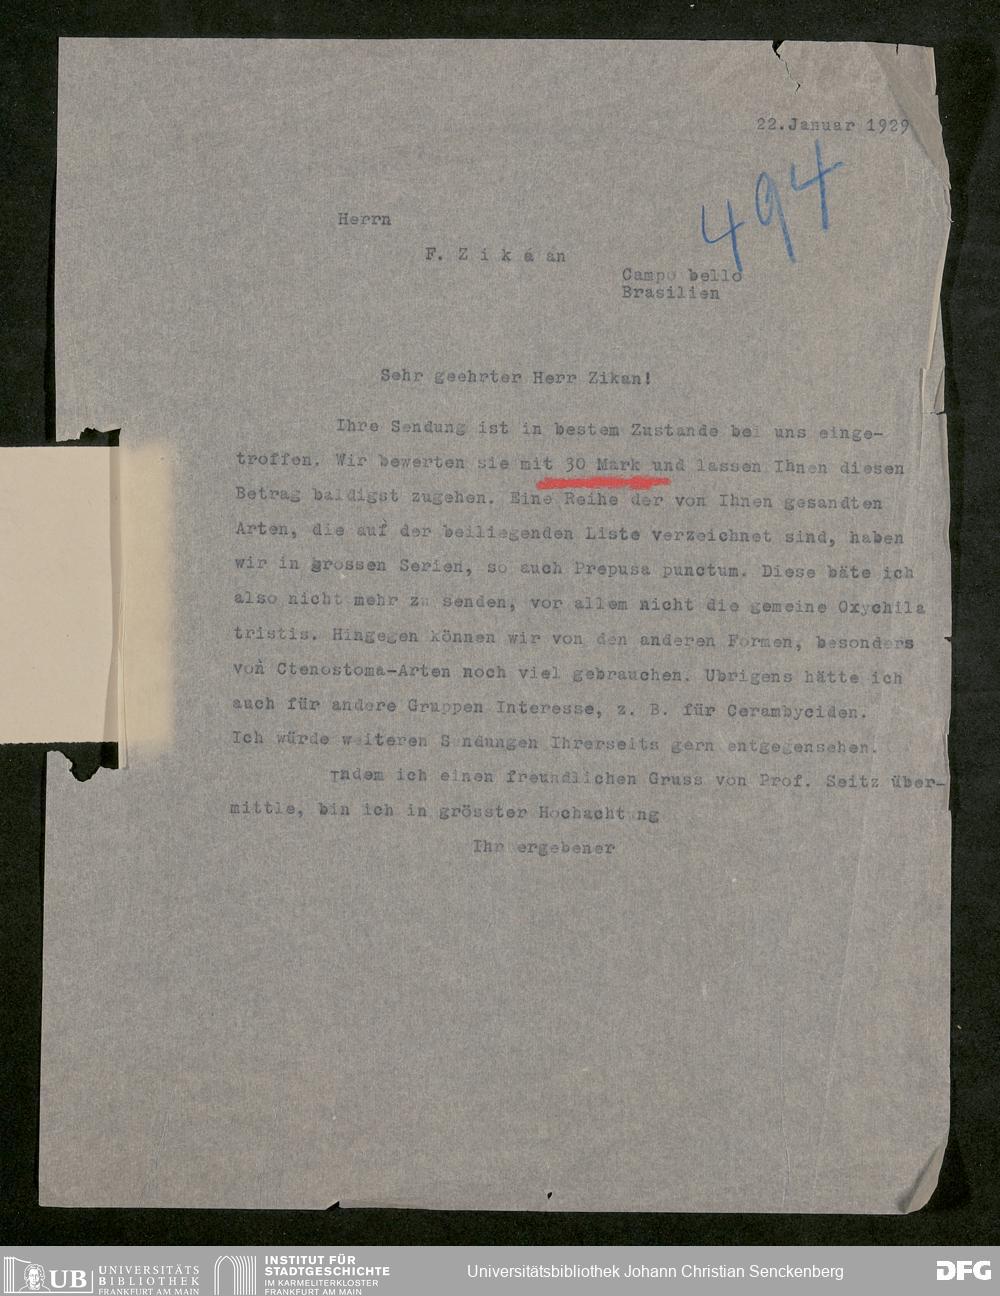 22.Januar 1929
494
Herrn
F. Z i k á án
Campo bello
Brasilien
Sehr geehrter Herr Zikan!
Ihre Sendung ist in bestem Zustande bei uns einge-
troffen. Wir bewerten sie mit 30 Mark und lassen Ihnen diesen
Betrag baldigst zugehen. Eine Reihe der von Ihnen gesandten
Arten, die auf der beiliegenden Liste verzeichnet sind, haben
wir in grossen Serien, so auch Prepusa punctum. Diese bäte ich
also nicht mehr zu senden, vor allem nicht die gemeine Oxychila
tristis. Hingegen können wir von den anderen Formen, besonders
von Ctenostoma-Arten noch viel gebrauchen. Ubrigens hätte ich
auch für andere Gruppen Interesse, z. B. für Cerambyciden.
Ich würde weiteren Sendungen Ihrerseits gern entgegensehen.
Indem ich einen freundlichen Gruss von Prof. Seitz über-
mittle, bin ich in grösster Hochachtung
Ihr ergebener
UB UNIVERSITÄTS
BIBLIOTHEK
FRANKFURT AM MAIN
INSTITUT FÜR
STADTGESCHICHTE
IM KARMELITERKLOSTER
FRANKFURT AM MAIN
Universitätsbibliothek Johann Christian Senckenberg
DFG